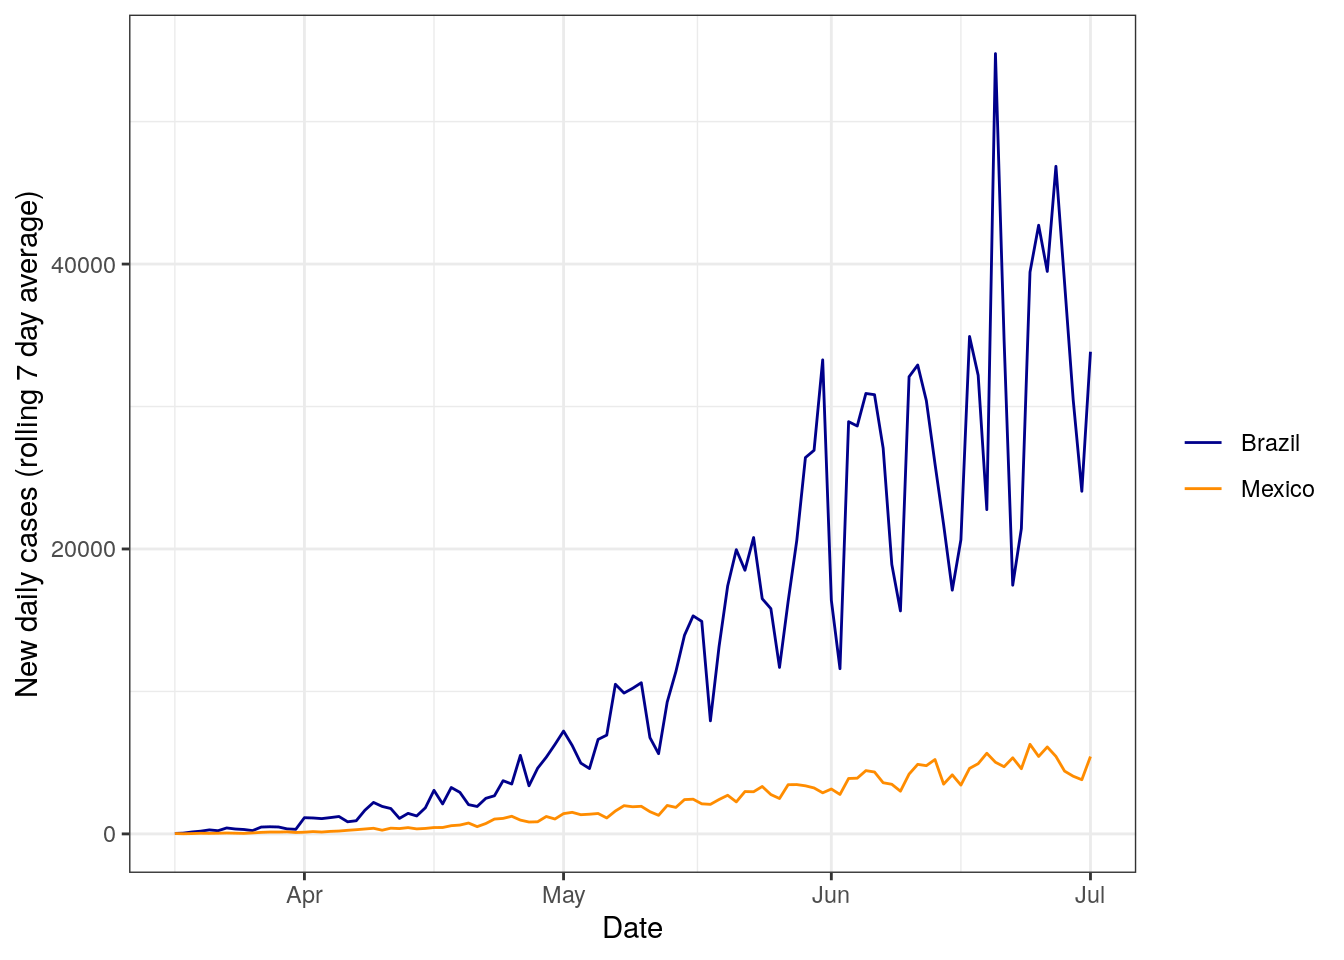 New daily cases (rolling 7 day average)
40000
20000
0
Apr
May
Jun
Jul
Date
Brazil
Mexico